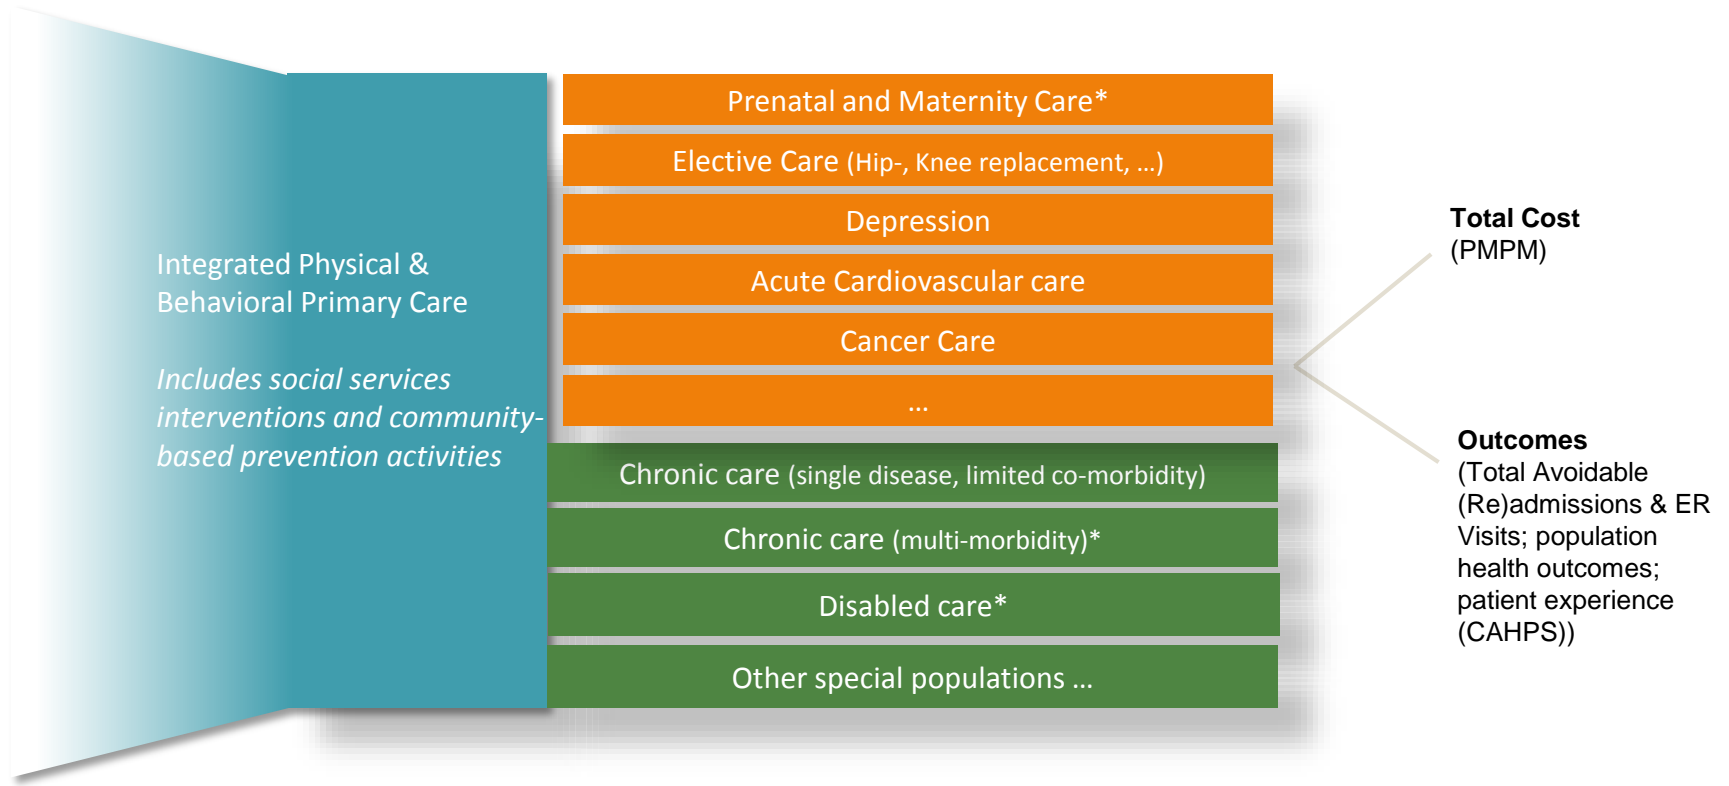 Integrated Physical &
Behavioral Primary Care
Includes social services
interventions and community-
based prevention activities
Prenatal and Maternity Care*
Elective Care (Hip-, Knee replacement, …)
Depression
Acute Cardiovascular care
Cancer Care
…
Chronic care (single disease, limited co-morbidity)
Chronic care (multi-morbidity)*
Disabled care*
Other special populations …
Total Cost
(PMPM)
Outcomes
(Total Avoidable
(Re)admissions & ER
Visits; population
health outcomes;
patient experience
(CAHPS))